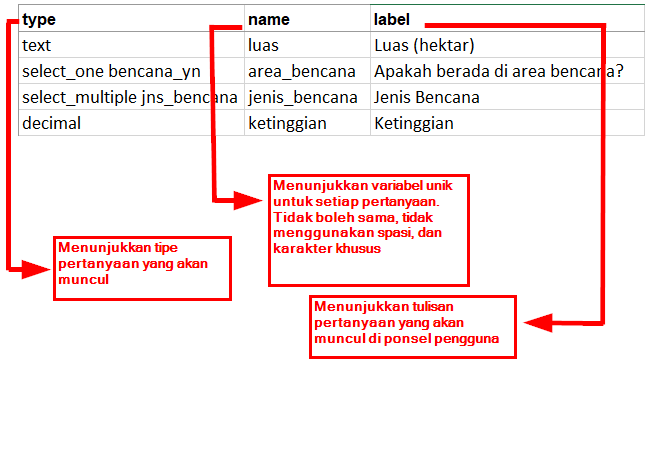 type name label
text luas Luas (hektar)
select_one bencana_yn area_bencana Apakah berada di area bencana?
select_multiple jns_bencana jenis_bencana Jenis Bencana
decimal ketinggian Ketinggian
Menunjukkan variabel unik
untuk setiap pertanyaan.
Tidak boleh sama, tidak
menggunakan spasi, dan
karakter khusus
Menunjukkan tipe
pertanyaan yang akan
muncul
Menunjukkan tulisan
pertanyaan yang akan
muncul di ponsel pengguna